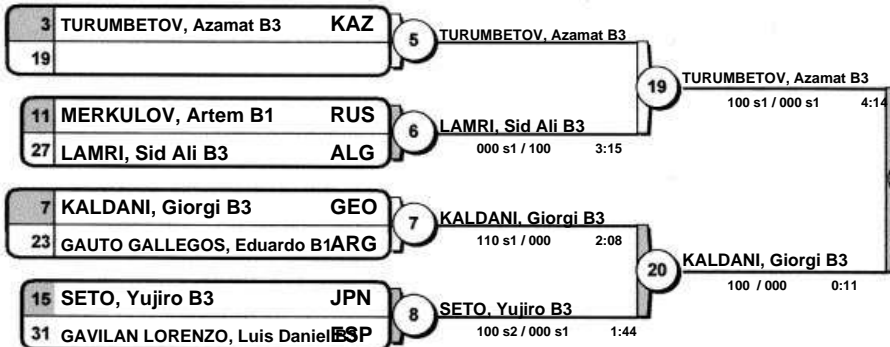 3 TURUMBETOV, Azamat B3 KAZ
19
5
TURUMBETOV, Azamat B3
11 MERKULOV, Artem B1 RUS
27 LAMRI, Sid Ali B3 ALG
6
LAMRI, Sid Ali B3
000 s1 / 100 3:15
19
TURUMBETOV, Azamat B3
100 s1 / 000 s1 4:14
7 KALDANI, Giorgi B3 GEO
23 GAUTO GALLEGOS, Eduardo B1 ARG
7
KALDANI, Giorgi B3
110 s1 / 000 2:08
15 SETO, Yujiro B3 JPN
31 GAVILAN LORENZO, Luis Daniel ESP
8
SETO, Yujiro B3
100 s2 / 000 s1 1:44
20
KALDANI, Giorgi B3
100 / 000 0:11